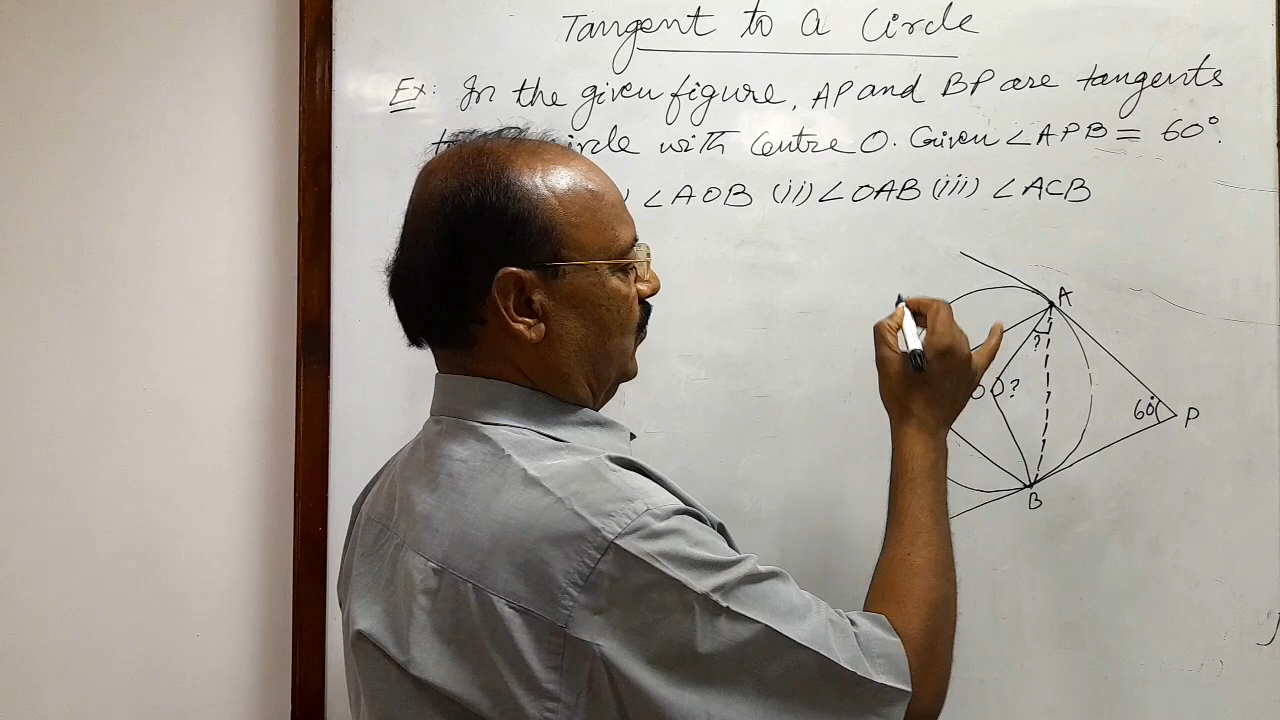 Tangent to a Circle
Ex: In the given figure, AP and BP are tangents
with Centre O. Given ∠APB = 60°.
∠AOB (ii) ∠OAB (iii) ∠ACB
A
?
O ?
60°
P
B